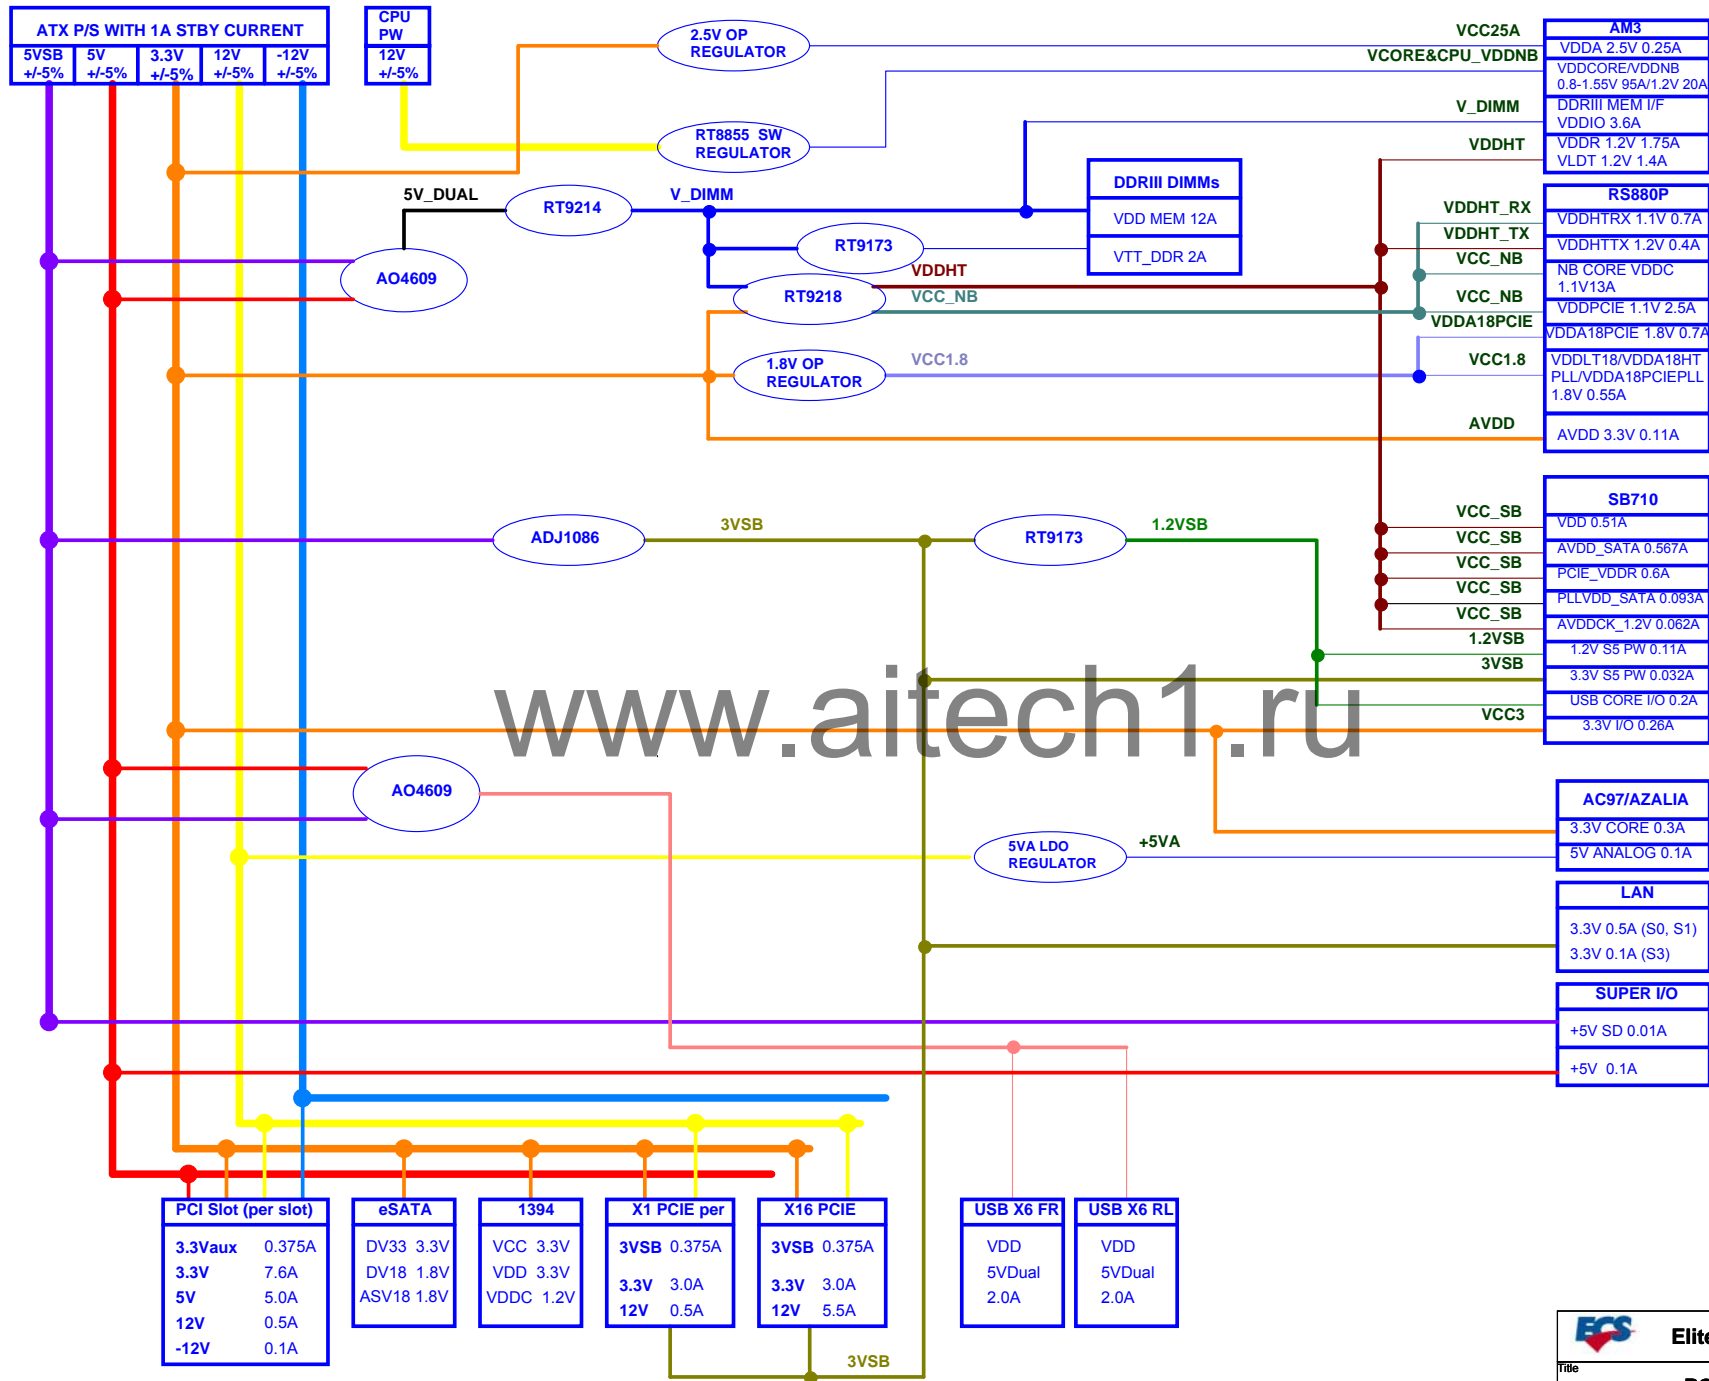 ATX P/S WITH 1A STBY CURRENT
5VSB +/-5%
5V +/-5%
3.3V +/-5%
12V +/-5%
-12V +/-5%
CPU PW
12V +/-5%
2.5V OP REGULATOR
RT8855 SW REGULATOR
5V_DUAL
RT9214
V_DIMM
AO4609
RT9173
RT9218
VDDHT
VCC_NB
1.8V OP REGULATOR
VCC1.8
DDRIII DIMMs
VDD MEM 12A
VTT_DDR 2A
VCC25A
VCORE&CPU_VDDNB
V_DIMM
VDDHT
AM3
VDDA 2.5V 0.25A
VDDCORE/VDDNB
0.8-1.55V 95A/1.2V 20A
DDRIII MEM I/F
VDDIO 3.6A
VDDR 1.2V 1.75A
VLDT 1.2V 1.4A
VDDHT_RX
VDDHT_TX
VCC_NB
VCC_NB
VDDA18PCIE
VCC1.8
AVDD
RS880P
VDDHTRX 1.1V 0.7A
VDDHTTX 1.2V 0.4A
NB CORE VDDC
1.1V13A
VDDPCIE 1.1V 2.5A
VDDA18PCIE 1.8V 0.7A
VDDLT18/VDDA18HT
PLL/VDDA18PCIEPLL
1.8V 0.55A
AVDD 3.3V 0.11A
ADJ1086
3VSB
RT9173
1.2VSB
VCC_SB
VCC_SB
VCC_SB
VCC_SB
VCC_SB
1.2VSB
3VSB
VCC3
SB710
VDD 0.51A
AVDD_SATA 0.567A
PCIE_VDDR 0.6A
PLLVDD_SATA 0.093A
AVDDCK_1.2V 0.062A
1.2V S5 PW 0.11A
3.3V S5 PW 0.032A
USB CORE I/O 0.2A
3.3V I/O 0.26A
www.aitech1.ru
AO4609
5VA LDO REGULATOR
+5VA
AC97/AZALIA
3.3V CORE 0.3A
5V ANALOG 0.1A
LAN
3.3V 0.5A (S0, S1)
3.3V 0.1A (S3)
SUPER I/O
+5V SD 0.01A
+5V 0.1A
PCI Slot (per slot)
3.3Vaux 0.375A
3.3V 7.6A
5V 5.0A
12V 0.5A
-12V 0.1A
eSATA
DV33 3.3V
DV18 1.8V
ASV18 1.8V
1394
VCC 3.3V
VDD 3.3V
VDDC 1.2V
X1 PCIE per
3VSB 0.375A
3.3V 3.0A
12V 0.5A
X16 PCIE
3VSB 0.375A
3.3V 3.0A
12V 5.5A
USB X6 FR
VDD
5VDual
2.0A
USB X6 RL
VDD
5VDual
2.0A
3VSB
ECS
Elite
Title